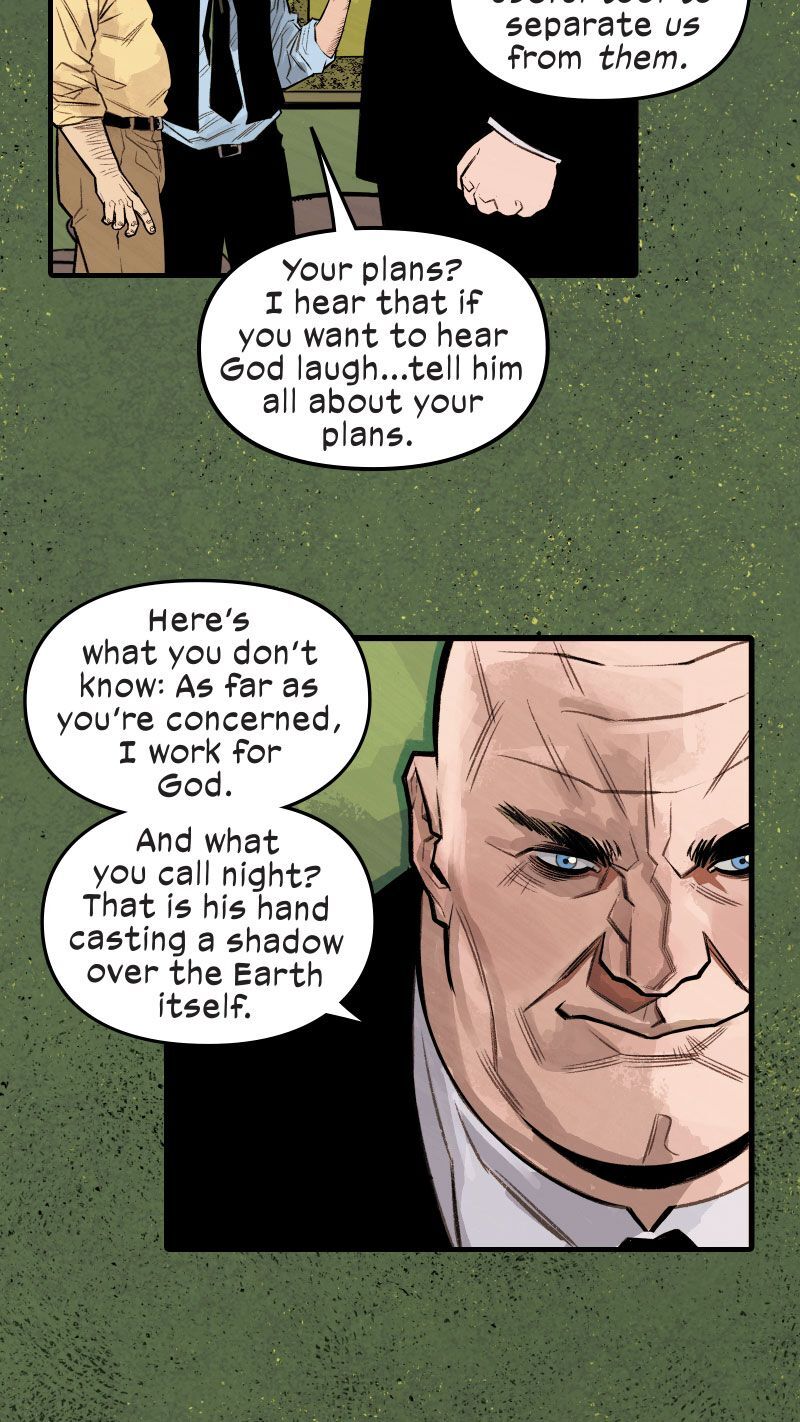 separate us
from them.
Your plans?
I hear that if
you want to hear
God laugh...tell him
all about your
plans.
Here's
what you don't
know: As far as
you're concerned,
I work for
God.
And what
you call night?
That is his hand
casting a shadow
over the Earth
itself.